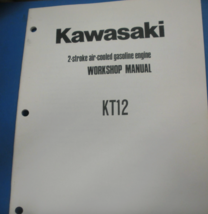 Kawasaki
2-stroke air-cooled gasoline engine
WORKSHOP MANUAL
KT12